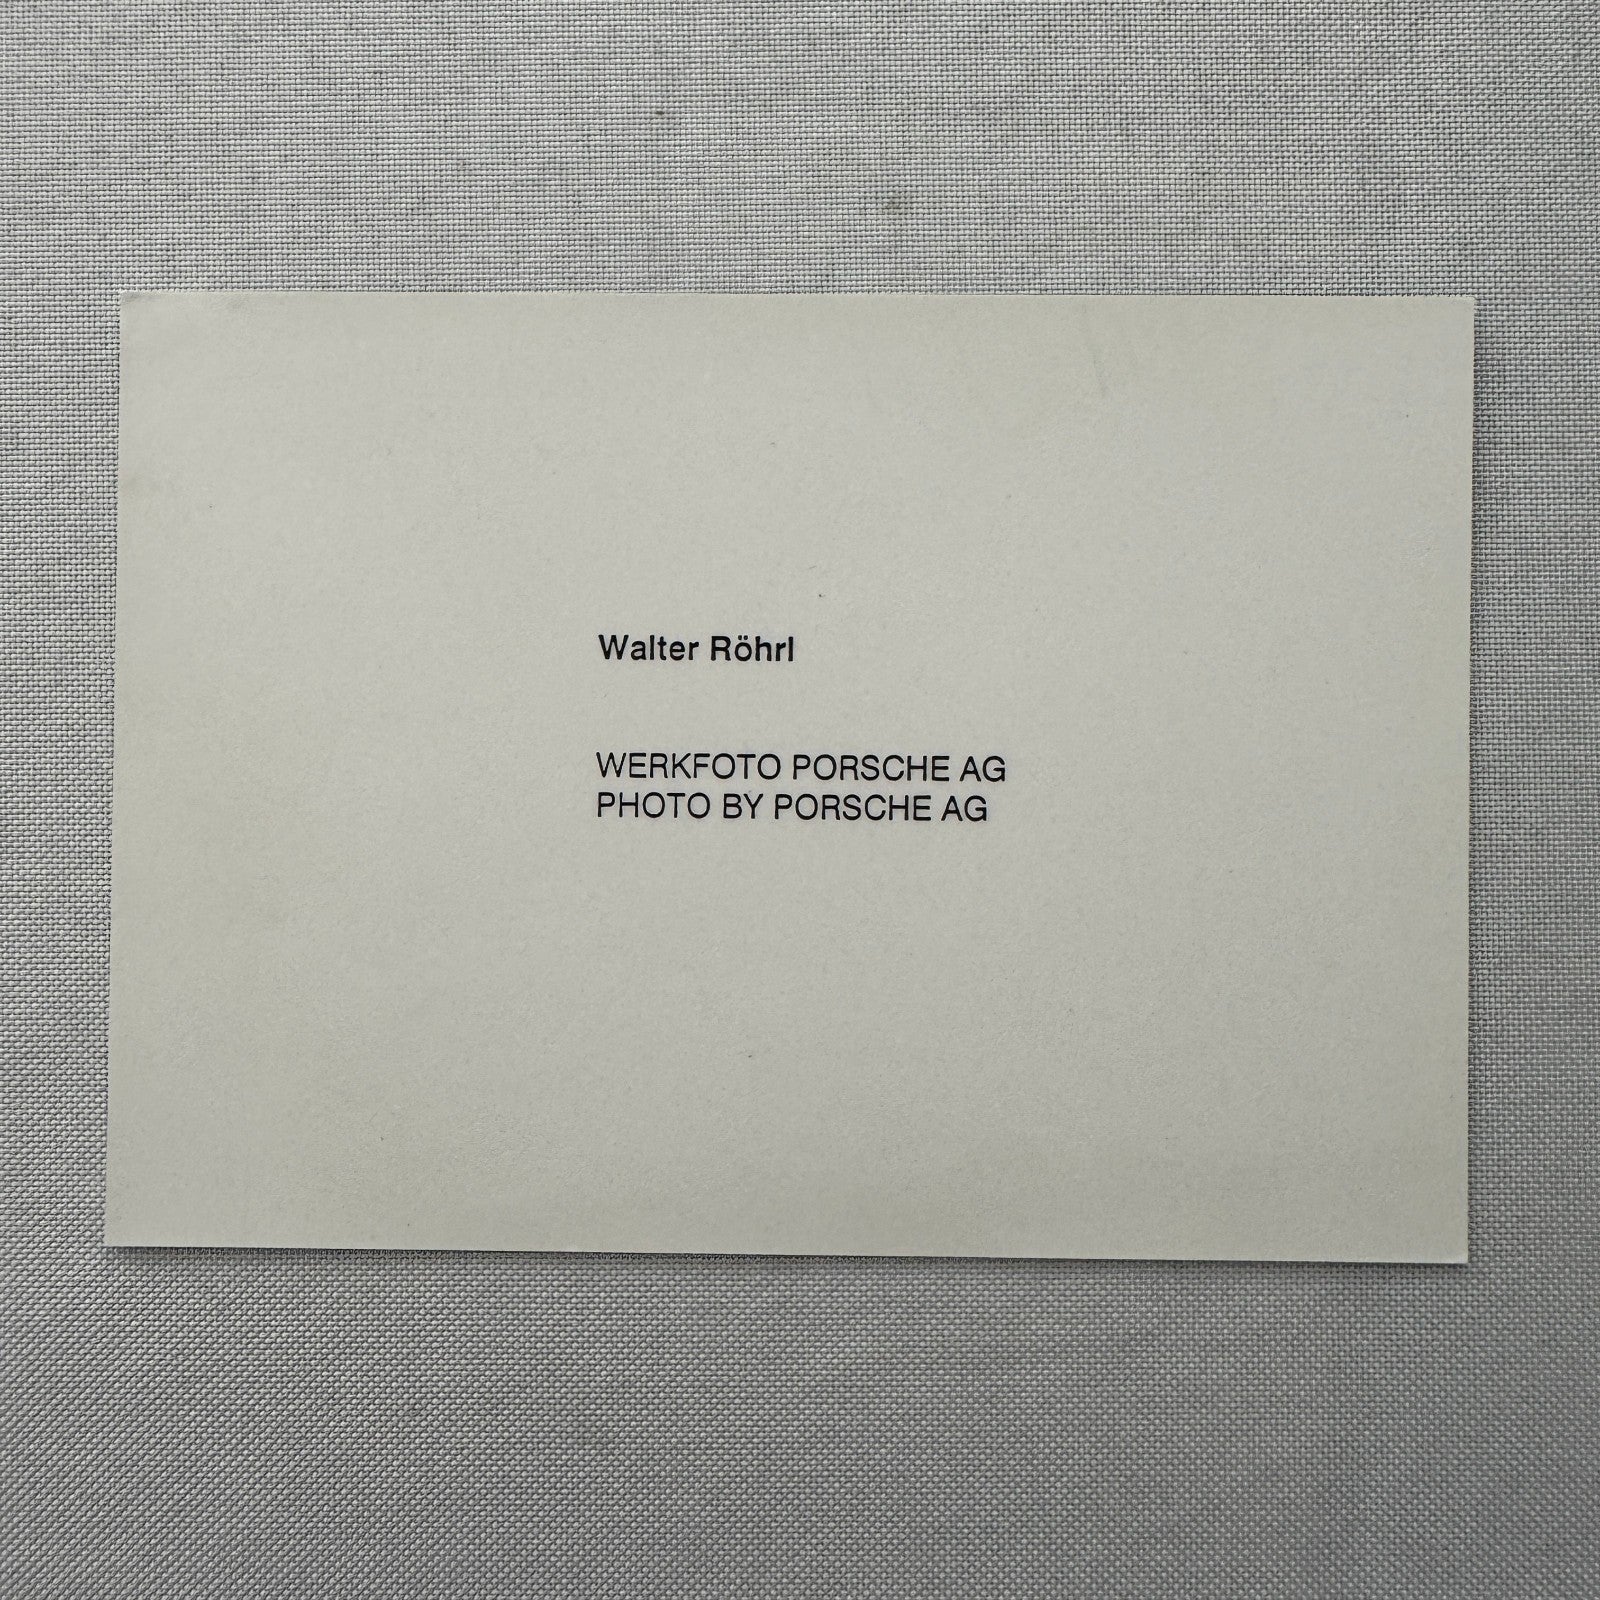 Walter Röhrl
WERKFOTO PORSCHE AG
PHOTO BY PORSCHE AG